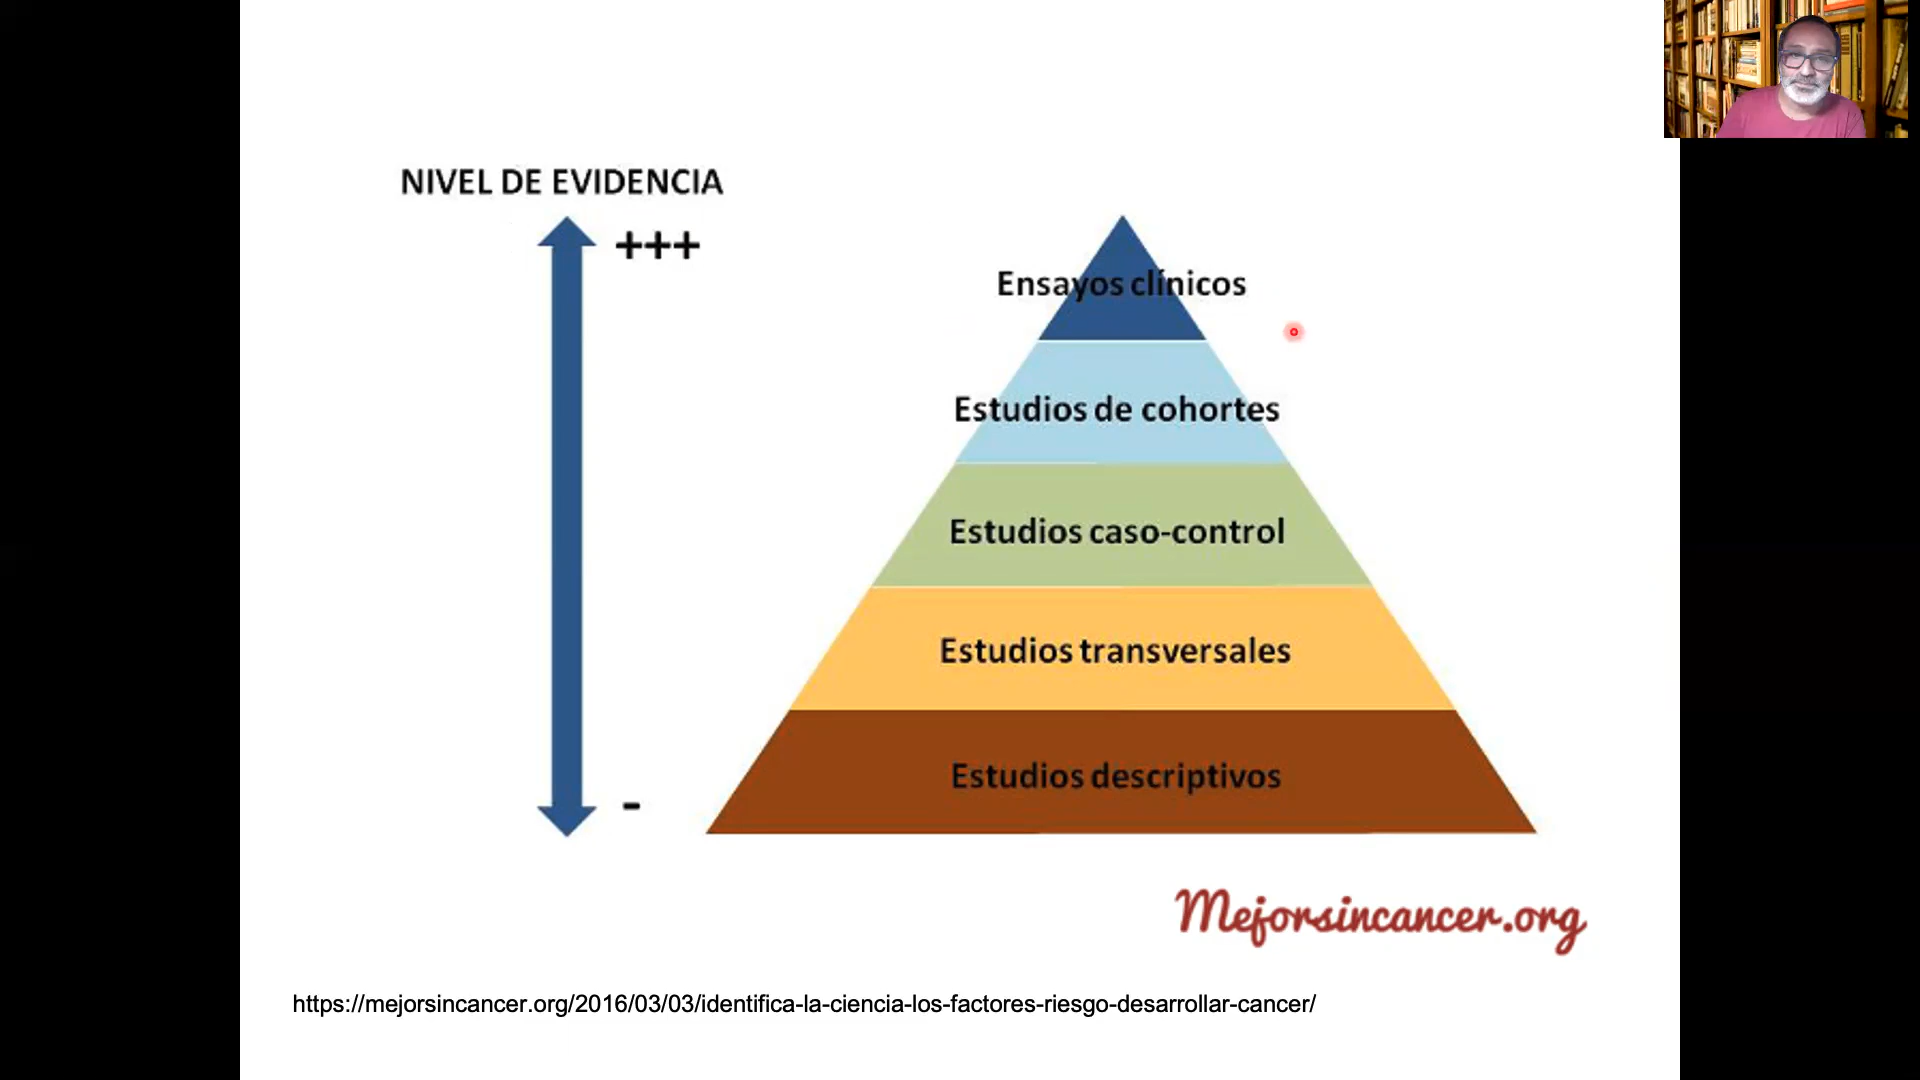 NIVEL DE EVIDENCIA
+++
Ensayos clínicos
Estudios de cohortes
Estudios caso-control
Estudios transversales
Estudios descriptivos
-
Mejorsincancer.org
https://mejorsincancer.org/2016/03/03/identifica-la-ciencia-los-factores-riesgo-desarrollar-cancer/